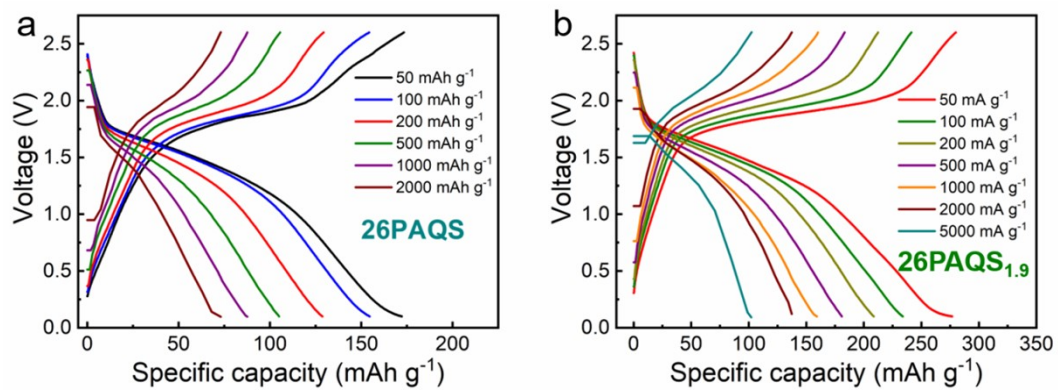 a
2.5
2.0
1.5
1.0
0.5
0.0
Voltage (V)
50 mAh g⁻¹
100 mAh g⁻¹
200 mAh g⁻¹
500 mAh g⁻¹
1000 mAh g⁻¹
2000 mAh g⁻¹
26PAQS
0 50 100 150 200
Specific capacity (mAh g⁻¹)
b
2.5
2.0
1.5
1.0
0.5
0.0
Voltage (V)
50 mA g⁻¹
100 mA g⁻¹
200 mA g⁻¹
500 mA g⁻¹
1000 mA g⁻¹
2000 mA g⁻¹
5000 mA g⁻¹
26PAQS₁.₉
0 50 100 150 200 250 300 350
Specific capacity (mAh g⁻¹)